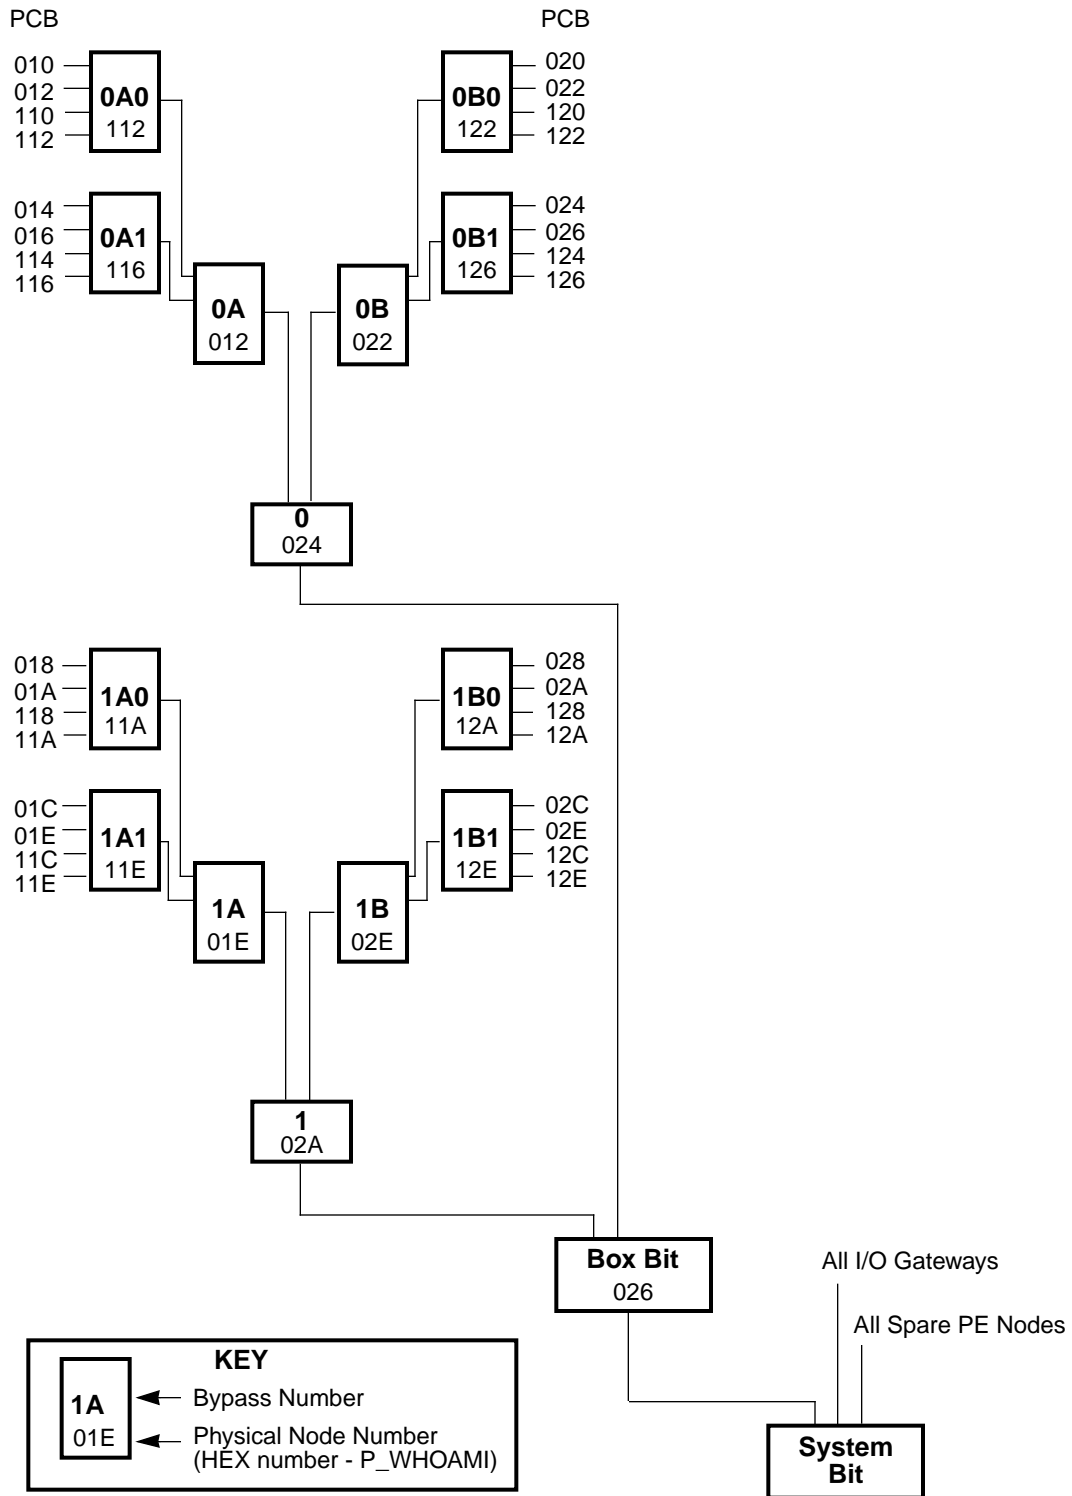 PCB
PCB
010
012
110
112
0A0
112
0B0
122
020
022
120
122
014
016
114
116
0A1
116
0B1
126
024
026
124
126
0A
012
0B
022
0
024
018
01A
118
11A
1A0
11A
1B0
12A
028
02A
128
12A
01C
01E
11C
11E
1A1
11E
1B1
12E
02C
02E
12C
12E
1A
01E
1B
02E
1
02A
Box Bit
026
All I/O Gateways
All Spare PE Nodes
System
Bit
KEY
1A
01E
Bypass Number
Physical Node Number
(HEX number - P_WHOAMI)